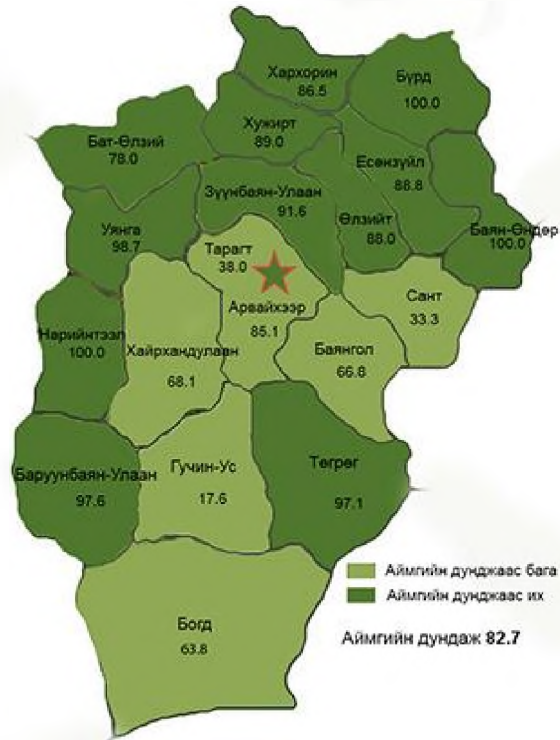 Хархорин
86.5
Бүрд
100.0
Хужирт
89.0
Бат-Өлзий
78.0
Есөнзүйл
88.8
Зүүнбаян-Улаан
91.6
Өлзийт
88.0
Баян-Өндөр
100.0
Уянга
98.7
Тарагт
38.0
Арвайхээр
85.1
Сант
33.3
Нарийнтээл
100.0
Хайрхандулаан
68.1
Баянгол
66.8
Баруунбаян-Улаан
97.6
Гучин-Ус
17.6
Төгрөг
97.1
Богд
63.8
Аймгийн дунджаас бага
Аймгийн дунджаас их
Аймгийн дундаж 82.7